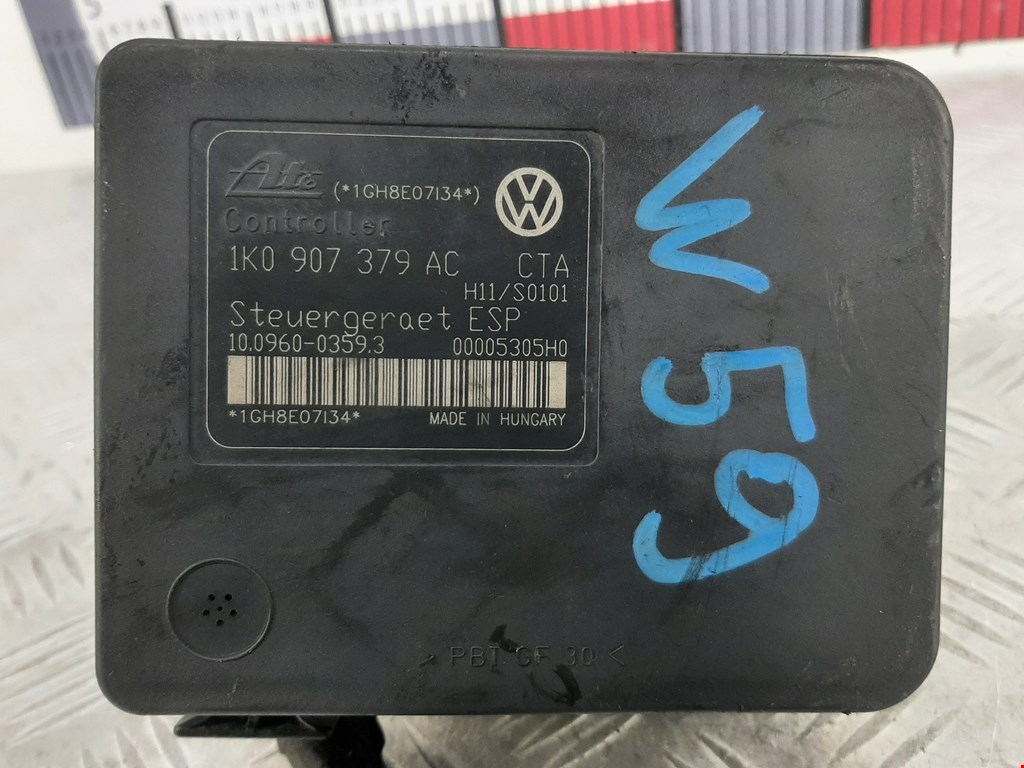 Ate (*1GH8E07134*)
Controller
1K0 907 379 AC CTA
H11/S0101
Steuergeraet ESP
10.0960-0359.3 00005305H0
*1GH8E07134*
MADE IN HUNGARY
W59
> PBT GF 30 <